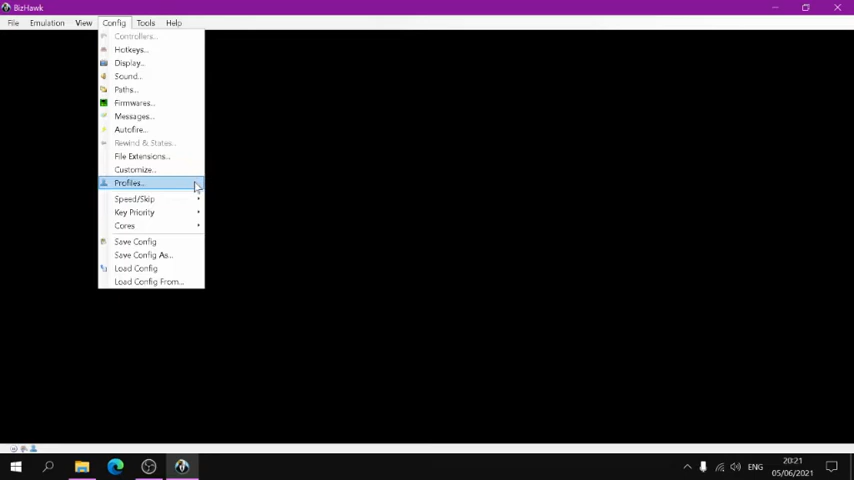 BizHawk
File Emulation View Config Tools Help
Controllers...
Hotkeys...
Display...
Sound...
Paths...
Firmwares...
Messages...
Autofire...
Rewind & States...
File Extensions...
Customize...
Profiles...
Speed/Skip
Key Priority
Cores
Save Config
Save Config As...
Load Config
Load Config From...
ENG
20:21
05/06/2021